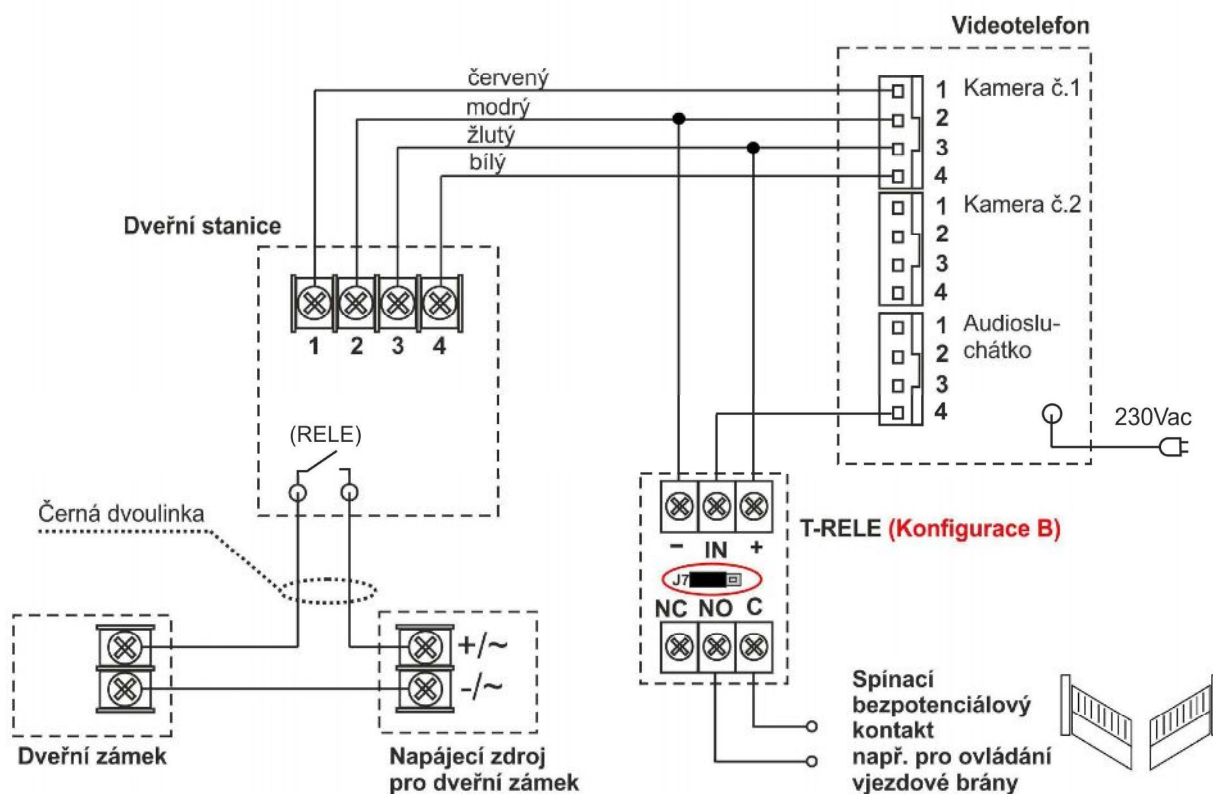 Videotelefon
červený
modrý
žlutý
bílý
1 Kamera č.1
2
3
4
1 Kamera č.2
2
3
4
1 Audioslu-
2 chátko
3
4
230Vac
Dveřní stanice
1 2 3 4
(RELE)
Černá dvoulinka
+/~
-/~
Dveřní zámek
Napájecí zdroj
pro dveřní zámek
T-RELE (Konfigurace B)
− IN +
J7
NC NO C
Spínací
bezpotenciálový
kontakt
např. pro ovládání
vjezdové brány